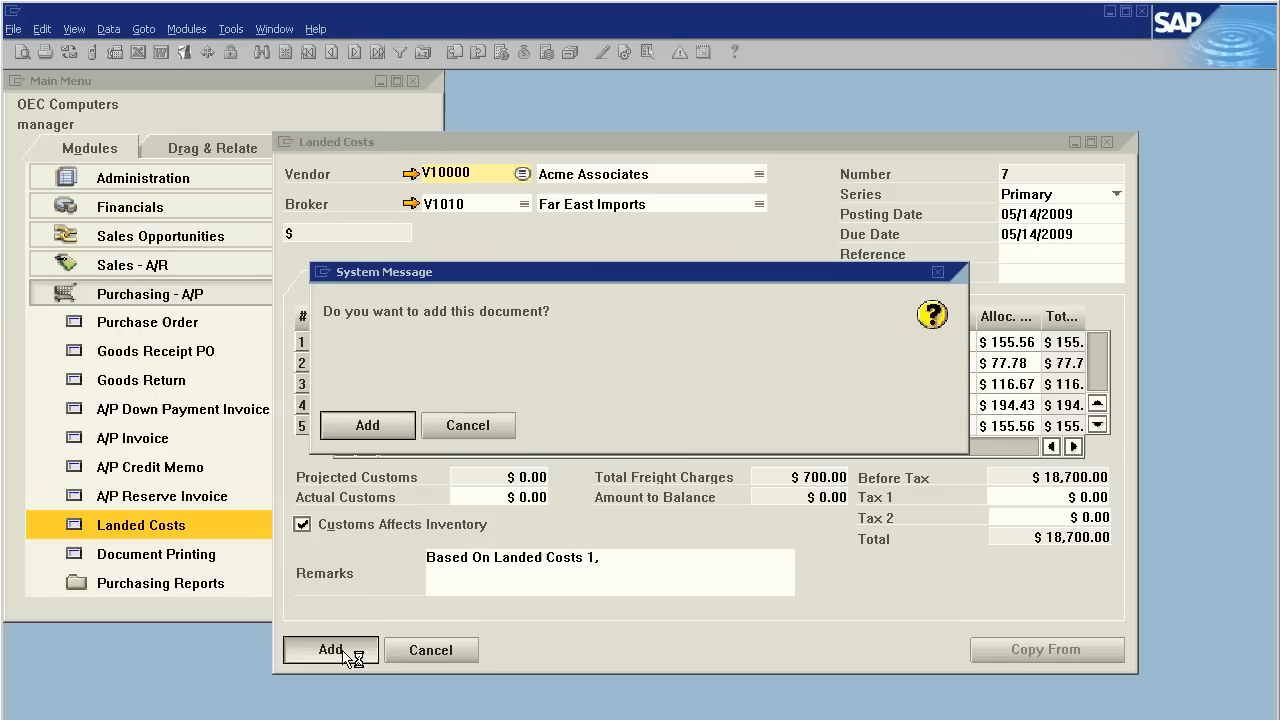 File Edit View Data Goto Modules Tools Window Help
SAP
Main Menu
OEC Computers
manager
Modules Drag & Relate
Administration
Financials
Sales Opportunities
Sales - A/R
Purchasing - A/P
Purchase Order
Goods Receipt PO
Goods Return
A/P Down Payment Invoice
A/P Invoice
A/P Credit Memo
A/P Reserve Invoice
Landed Costs
Document Printing
Purchasing Reports
Landed Costs
Vendor V10000 Acme Associates
Broker V1010 Far East Imports
$
Number 7
Series Primary
Posting Date 05/14/2009
Due Date 05/14/2009
Reference
System Message
Do you want to add this document?
?
Add Cancel
# Alloc. ... Tot...
1 $ 155.56 $ 155.
2 $ 77.78 $ 77.7
3 $ 116.67 $ 116.
4 $ 194.43 $ 194.
5 $ 155.56 $ 155.
Projected Customs $ 0.00 Total Freight Charges $ 700.00 Before Tax $ 18,700.00
Actual Customs $ 0.00 Amount to Balance $ 0.00 Tax 1 $ 0.00
Customs Affects Inventory Tax 2 $ 0.00
Total $ 18,700.00
Remarks Based On Landed Costs 1,
Add Cancel Copy From